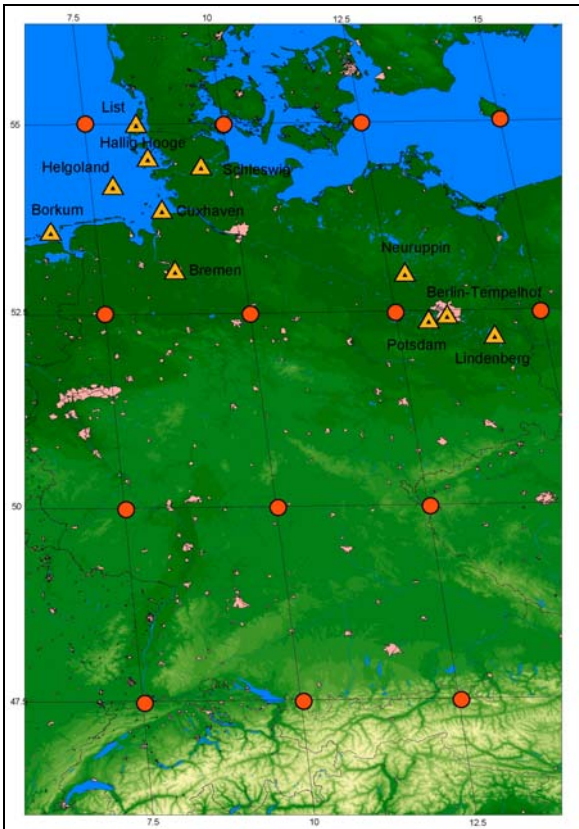 7.5
10
12.5
15
List
55
Hallig Hooge
Helgoland
Schleswig
Borkum
Cuxhaven
Neuruppin
Bremen
Berlin-Tempelhof
52.5
Potsdam
Lindenberg
50
47.5
7.5
10
12.5